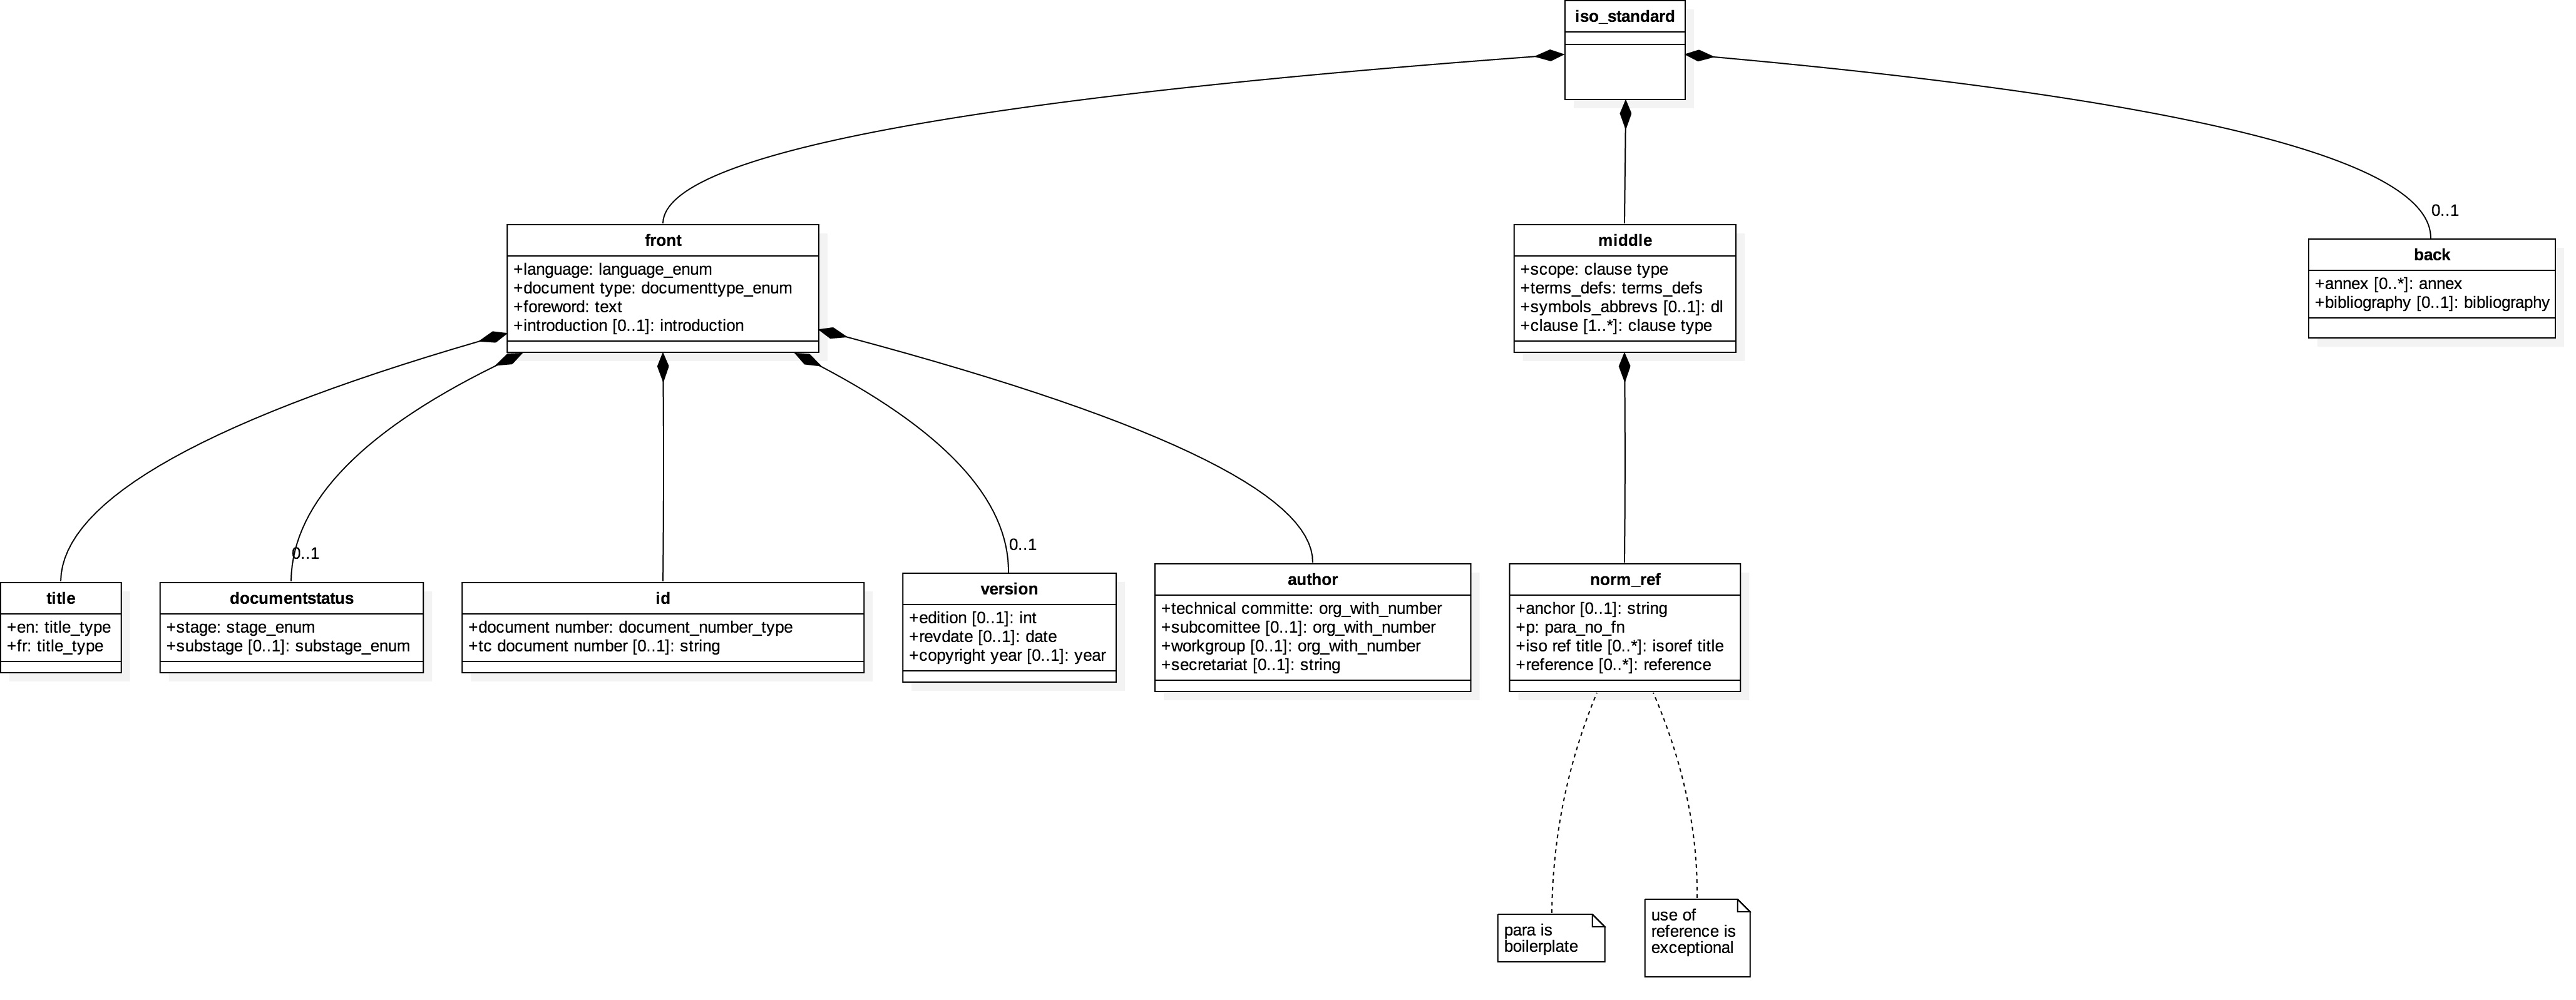 iso_standard
0..1
front
+language: language_enum
+document type: documenttype_enum
+foreword: text
+introduction [0..1]: introduction
middle
+scope: clause type
+terms_defs: terms_defs
+symbols_abbrevs [0..1]: dl
+clause [1..*]: clause type
back
+annex [0..*]: annex
+bibliography [0..1]: bibliography
0..1
0..1
title
+en: title_type
+fr: title_type
documentstatus
+stage: stage_enum
+substage [0..1]: substage_enum
id
+document number: document_number_type
+tc document number [0..1]: string
version
+edition [0..1]: int
+revdate [0..1]: date
+copyright year [0..1]: year
author
+technical committe: org_with_number
+subcomittee [0..1]: org_with_number
+workgroup [0..1]: org_with_number
+secretariat [0..1]: string
norm_ref
+anchor [0..1]: string
+p: para_no_fn
+iso ref title [0..*]: isoref title
+reference [0..*]: reference
para is
boilerplate
use of
reference is
exceptional